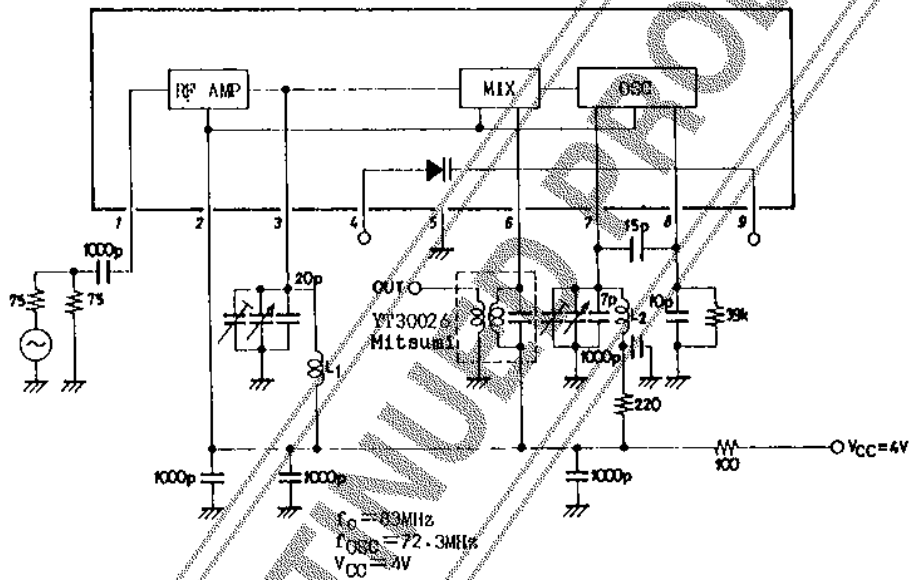 RF AMP
MIX
OSC
1
2
3
4
5
6
7
8
9
1000p
75
75
20p
L1
OUT
YT30026
Mitsumi
15p
7p
L2
10p
39k
1000p
220
100
VCC=4V
1000p
1000p
1000p
fO=83MHz
fOSC=72.3MHz
VCC=4V